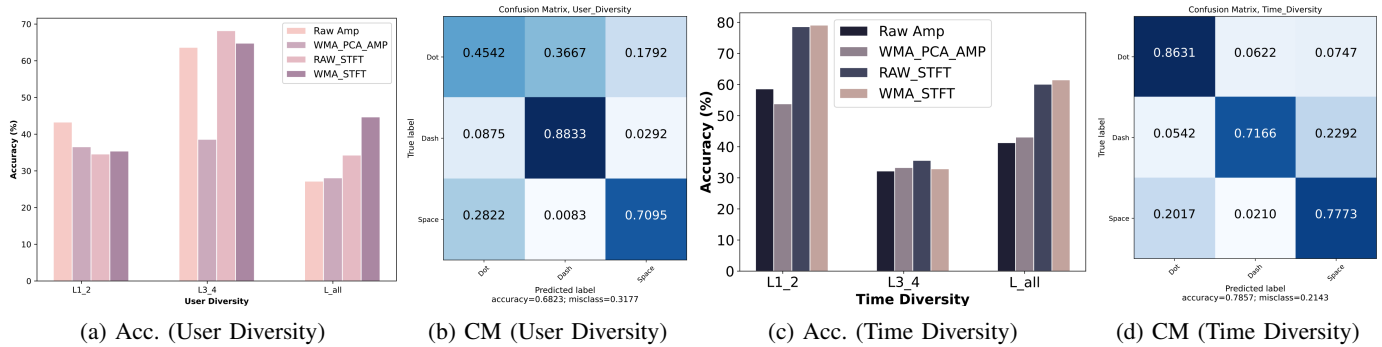 70
60
50
40
30
20
10
0
Accuracy (%)
Raw Amp
WMA_PCA_AMP
RAW_STFT
WMA_STFT
L1_2
L3_4
L_all
User Diversity
(a) Acc. (User Diversity)
Confusion Matrix, User_Diversity
True label
Dot
0.4542
0.3667
0.1792
Dash
0.0875
0.8833
0.0292
Space
0.2822
0.0083
0.7095
Dot
Dash
Space
Predicted label
accuracy=0.6823; misclass=0.3177
(b) CM (User Diversity)
80
70
60
50
40
30
20
10
0
Accuracy (%)
Raw Amp
WMA_PCA_AMP
RAW_STFT
WMA_STFT
L1_2
L3_4
L_all
Time Diversity
(c) Acc. (Time Diversity)
Confusion Matrix, Time_Diversity
True label
Dot
0.8631
0.0622
0.0747
Dash
0.0542
0.7166
0.2292
Space
0.2017
0.0210
0.7773
Dot
Dash
Space
Predicted label
accuracy=0.7857; misclass=0.2143
(d) CM (Time Diversity)